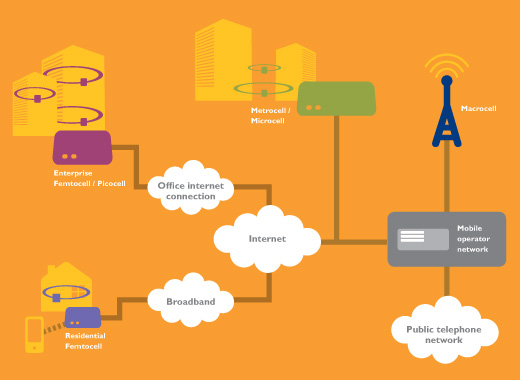 Metrocell /
Microcell
Macrocell
Enterprise
Femtocell / Picocell
Office internet
connection
Internet
Mobile
operator
network
Broadband
Residential
Femtocell
Public telephone
network